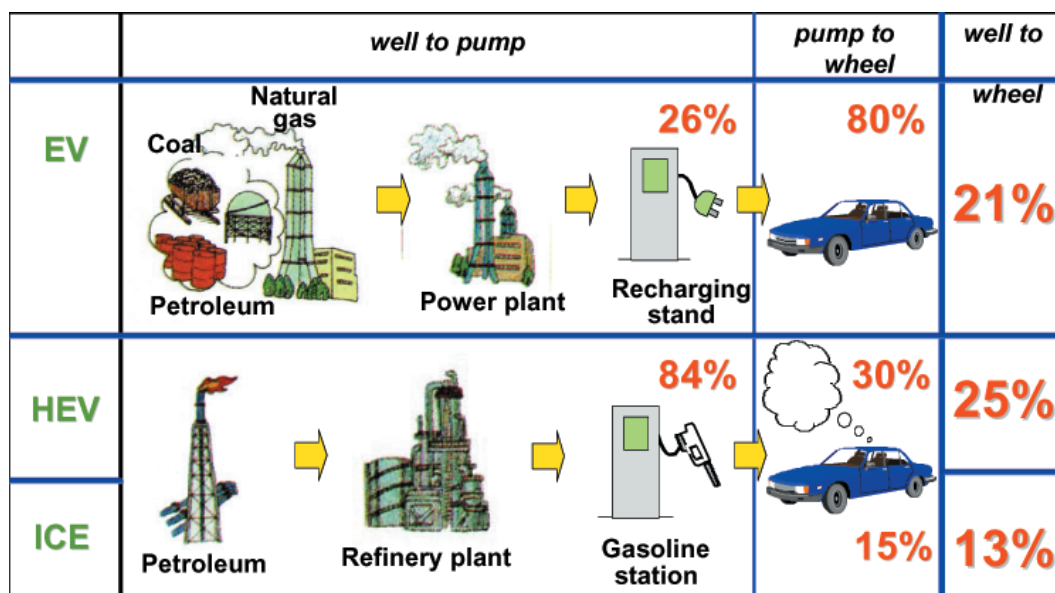 well to pump
pump to
wheel
well to
wheel
EV
Natural
gas
Coal
Petroleum
Power plant
26%
Recharging
stand
80%
21%
HEV
ICE
Petroleum
Refinery plant
84%
Gasoline
station
30%
15%
25%
13%